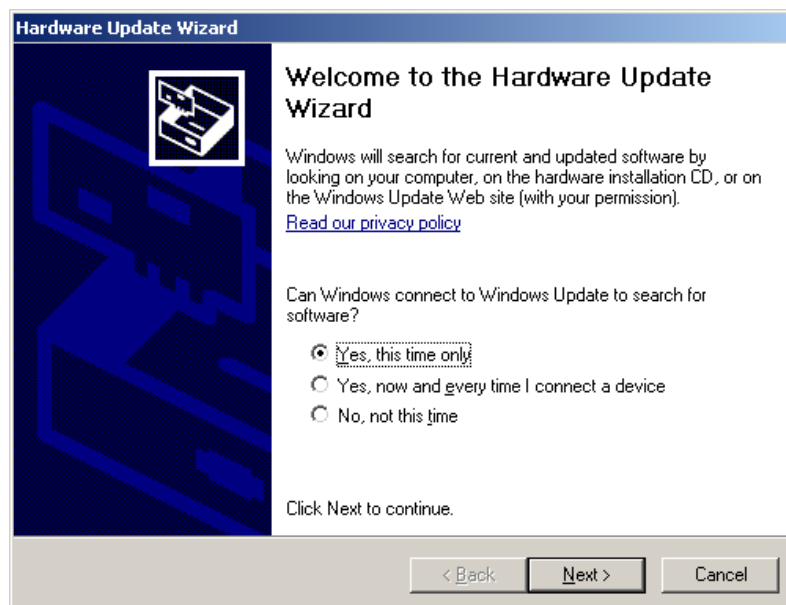 Hardware Update Wizard
Welcome to the Hardware Update
Wizard
Windows will search for current and updated software by
looking on your computer, on the hardware installation CD, or on
the Windows Update Web site (with your permission).
Read our privacy policy
Can Windows connect to Windows Update to search for
software?
Yes, this time only
Yes, now and every time I connect a device
No, not this time
Click Next to continue.
< Back
Next >
Cancel